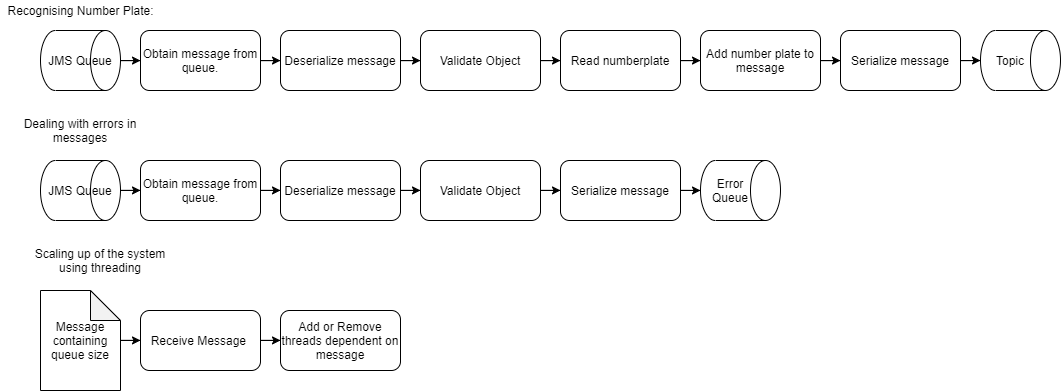 Recognising Number Plate:
JMS Queue
Obtain message from
queue.
Deserialize message
Validate Object
Read numberplate
Add number plate to
message
Serialize message
Topic
Dealing with errors in
messages
JMS Queue
Obtain message from
queue.
Deserialize message
Validate Object
Serialize message
Error
Queue
Scaling up of the system
using threading
Message
containing
queue size
Receive Message
Add or Remove
threads dependent on
message